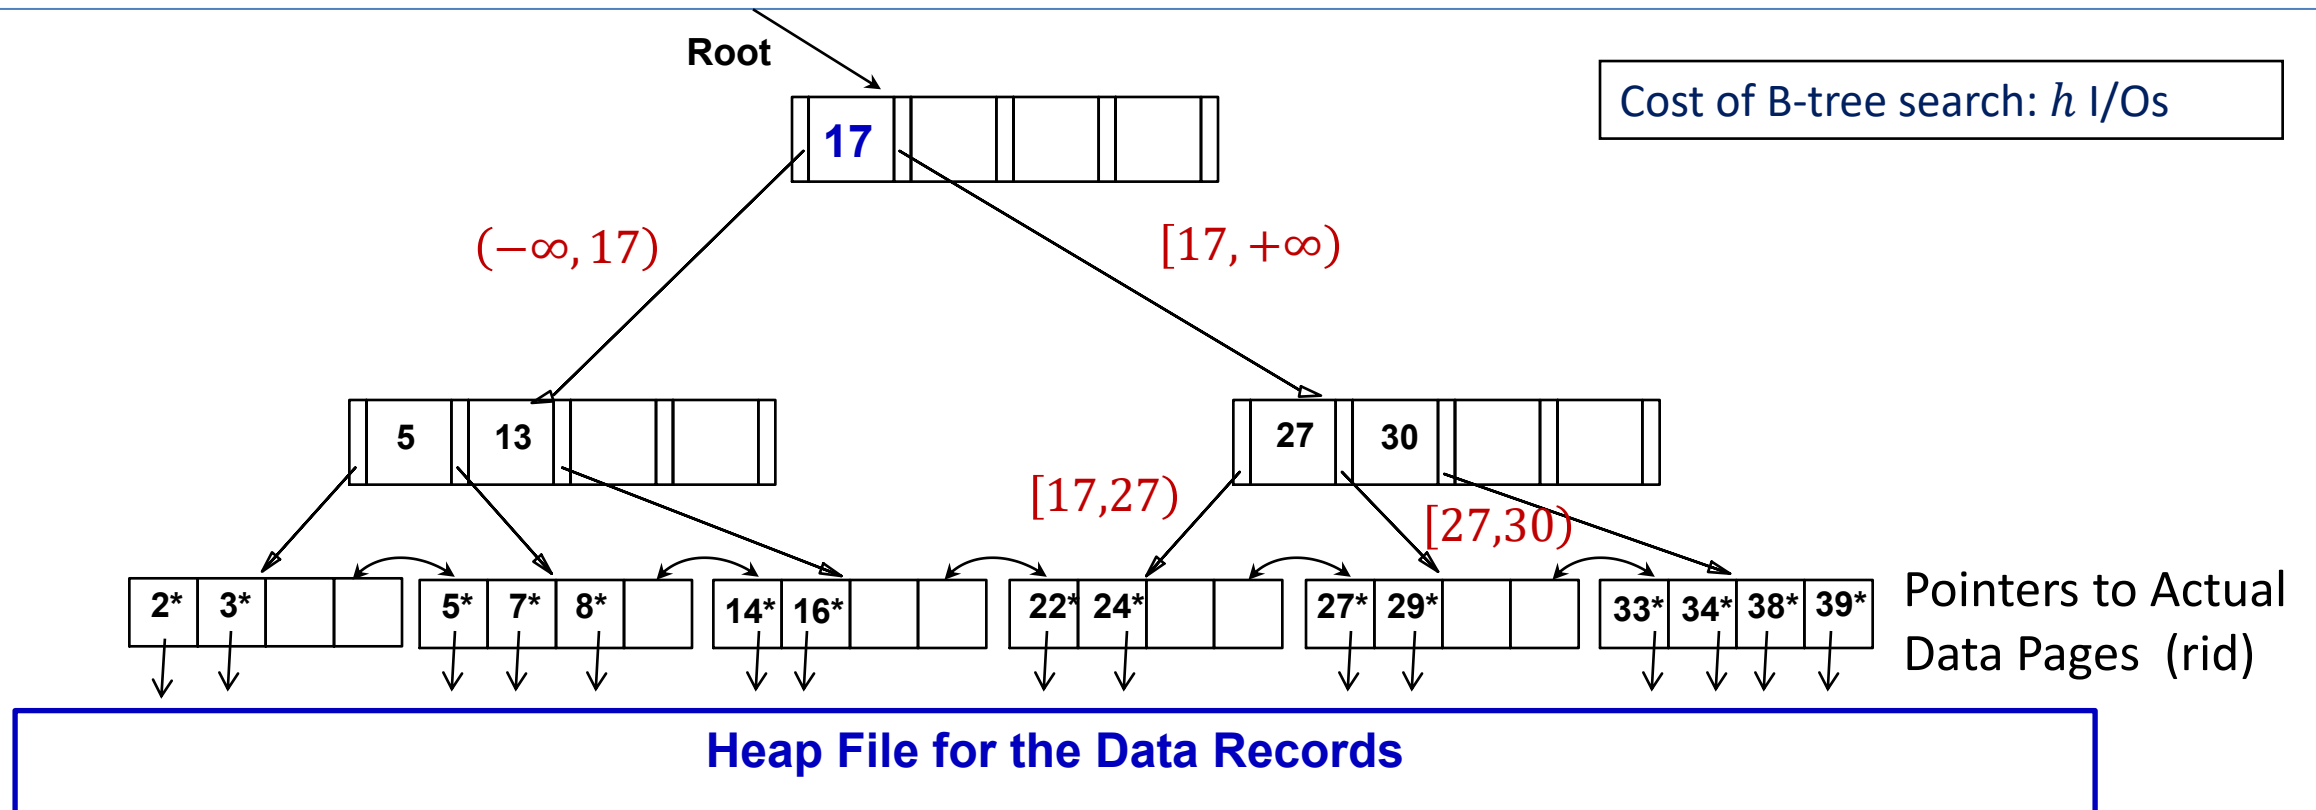 Root
Cost of B-tree search: ℎ I/Os
17
(−∞, 17)
[17, +∞)
5 13
27 30
[17,27)
[27,30)
2* 3*
5* 7* 8*
14* 16*
22* 24*
27* 29*
33* 34* 38* 39*
Pointers to Actual
Data Pages (rid)
Heap File for the Data Records